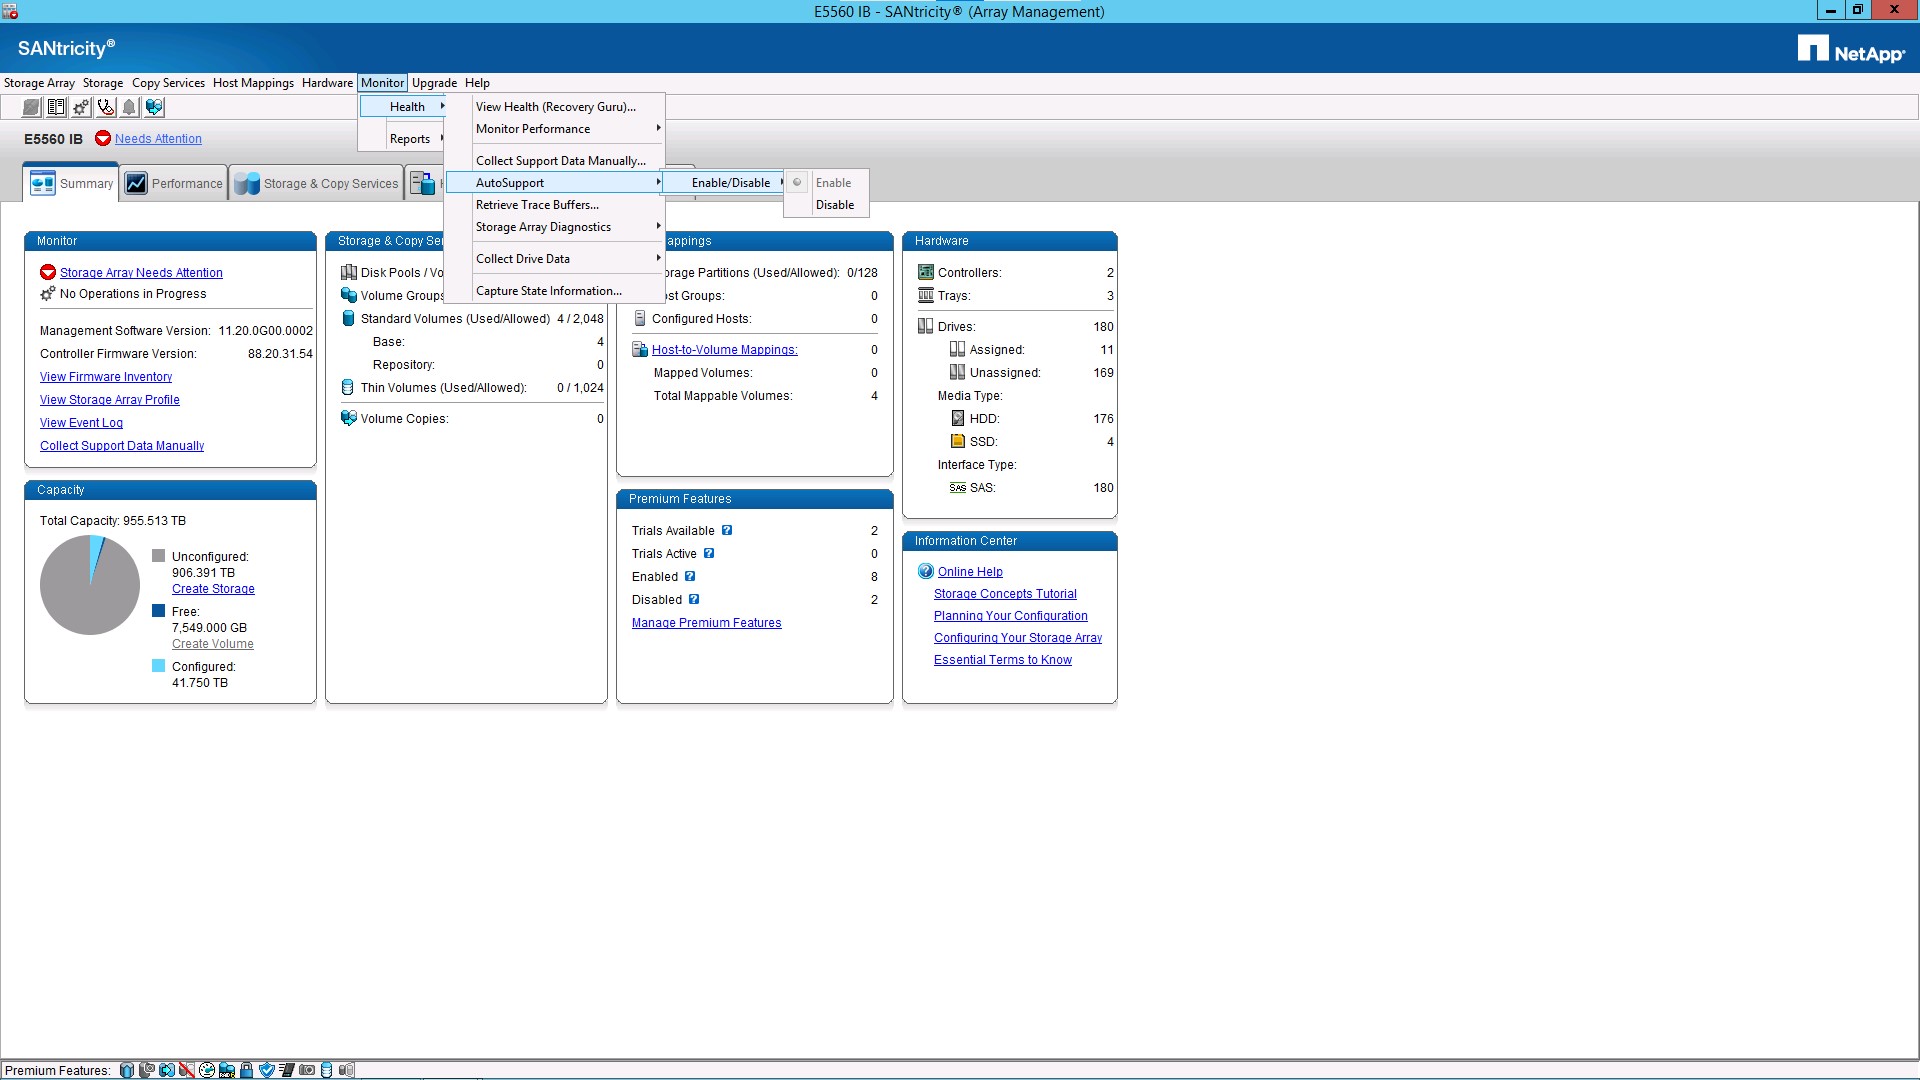 E5560 IB - SANtricity® (Array Management)
SANtricity®
NetApp®
Storage Array Storage Copy Services Host Mappings Hardware Monitor Upgrade Help
E5560 IB Needs Attention
Health
Reports
View Health (Recovery Guru)...
Monitor Performance
Collect Support Data Manually...
AutoSupport
Retrieve Trace Buffers...
Storage Array Diagnostics
Collect Drive Data
Capture State Information...
Enable/Disable
Enable
Disable
Summary
Performance
Storage & Copy Services
Monitor
Storage Array Needs Attention
No Operations in Progress
Management Software Version: 11.20.0G00.0002
Controller Firmware Version: 88.20.31.54
View Firmware Inventory
View Storage Array Profile
View Event Log
Collect Support Data Manually
Capacity
Total Capacity: 955.513 TB
Unconfigured:
906.391 TB
Create Storage
Free:
7,549.000 GB
Create Volume
Configured:
41.750 TB
Storage & Copy Ser
Disk Pools / Vo
Volume Groups
Standard Volumes (Used/Allowed) 4 / 2,048
Base: 4
Repository: 0
Thin Volumes (Used/Allowed): 0 / 1,024
Volume Copies: 0
appings
orage Partitions (Used/Allowed): 0/128
ost Groups: 0
Configured Hosts: 0
Host-to-Volume Mappings: 0
Mapped Volumes: 0
Total Mappable Volumes: 4
Premium Features
Trials Available ? 2
Trials Active ? 0
Enabled ? 8
Disabled ? 2
Manage Premium Features
Hardware
Controllers: 2
Trays: 3
Drives: 180
Assigned: 11
Unassigned: 169
Media Type:
HDD: 176
SSD: 4
Interface Type:
SAS SAS: 180
Information Center
? Online Help
Storage Concepts Tutorial
Planning Your Configuration
Configuring Your Storage Array
Essential Terms to Know
Premium Features: